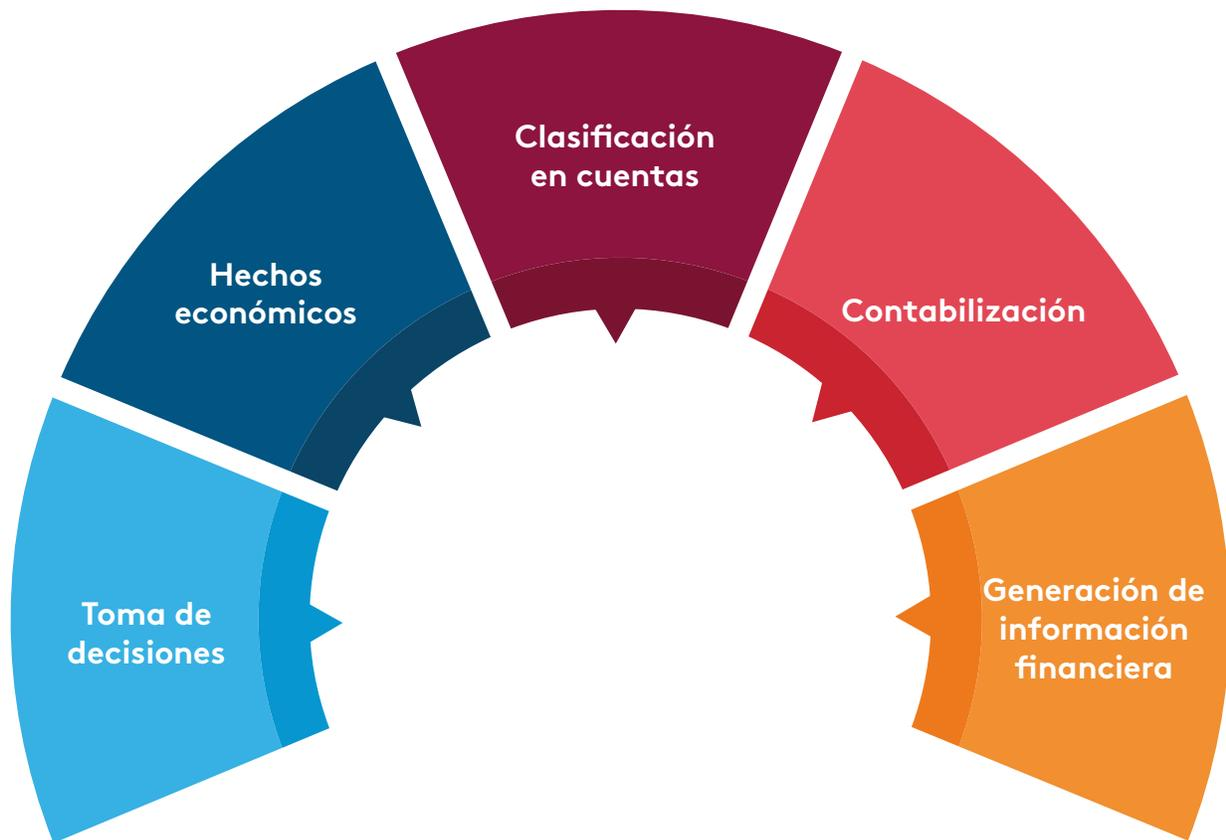 Clasificación
en cuentas
Hechos
económicos
Contabilización
Toma de
decisiones
Generación de
información
financiera